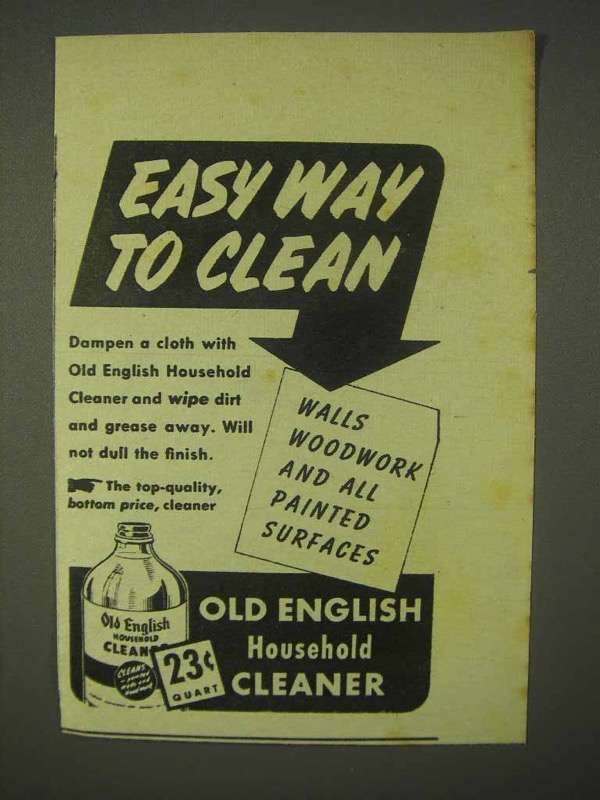 EASY WAY
TO CLEAN
Dampen a cloth with
Old English Household
Cleaner and wipe dirt
and grease away. Will
not dull the finish.
The top-quality,
bottom price, cleaner
WALLS
WOODWORK
AND ALL
PAINTED
SURFACES
Old English
HOUSEHOLD
CLEAN
CLEANS
23¢
QUART
OLD ENGLISH
Household
CLEANER